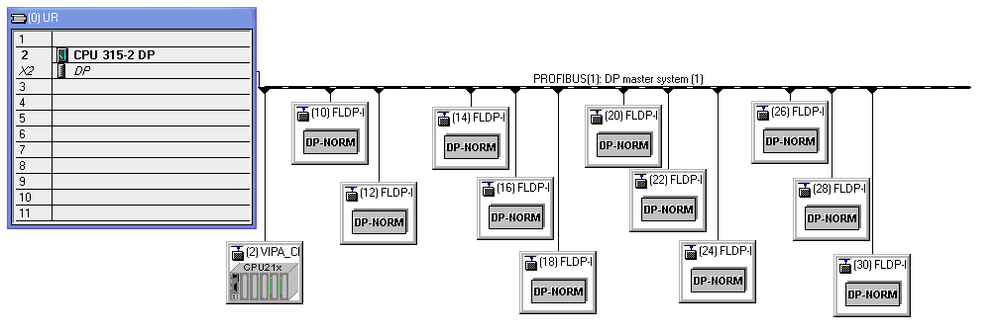 (0) UR
1
2 CPU 315-2 DP
X2 DP
3
4
5
6
7
8
9
10
11
PROFIBUS(1): DP master system (1)
(10) FLDP-I
DP-NORM
(14) FLDP-I
DP-NORM
(20) FLDP-I
DP-NORM
(26) FLDP-I
DP-NORM
(12) FLDP-I
DP-NORM
(16) FLDP-I
DP-NORM
(22) FLDP-I
DP-NORM
(28) FLDP-I
DP-NORM
(2) VIPA_CI
CPU21x
(18) FLDP-I
DP-NORM
(24) FLDP-I
DP-NORM
(30) FLDP-I
DP-NORM